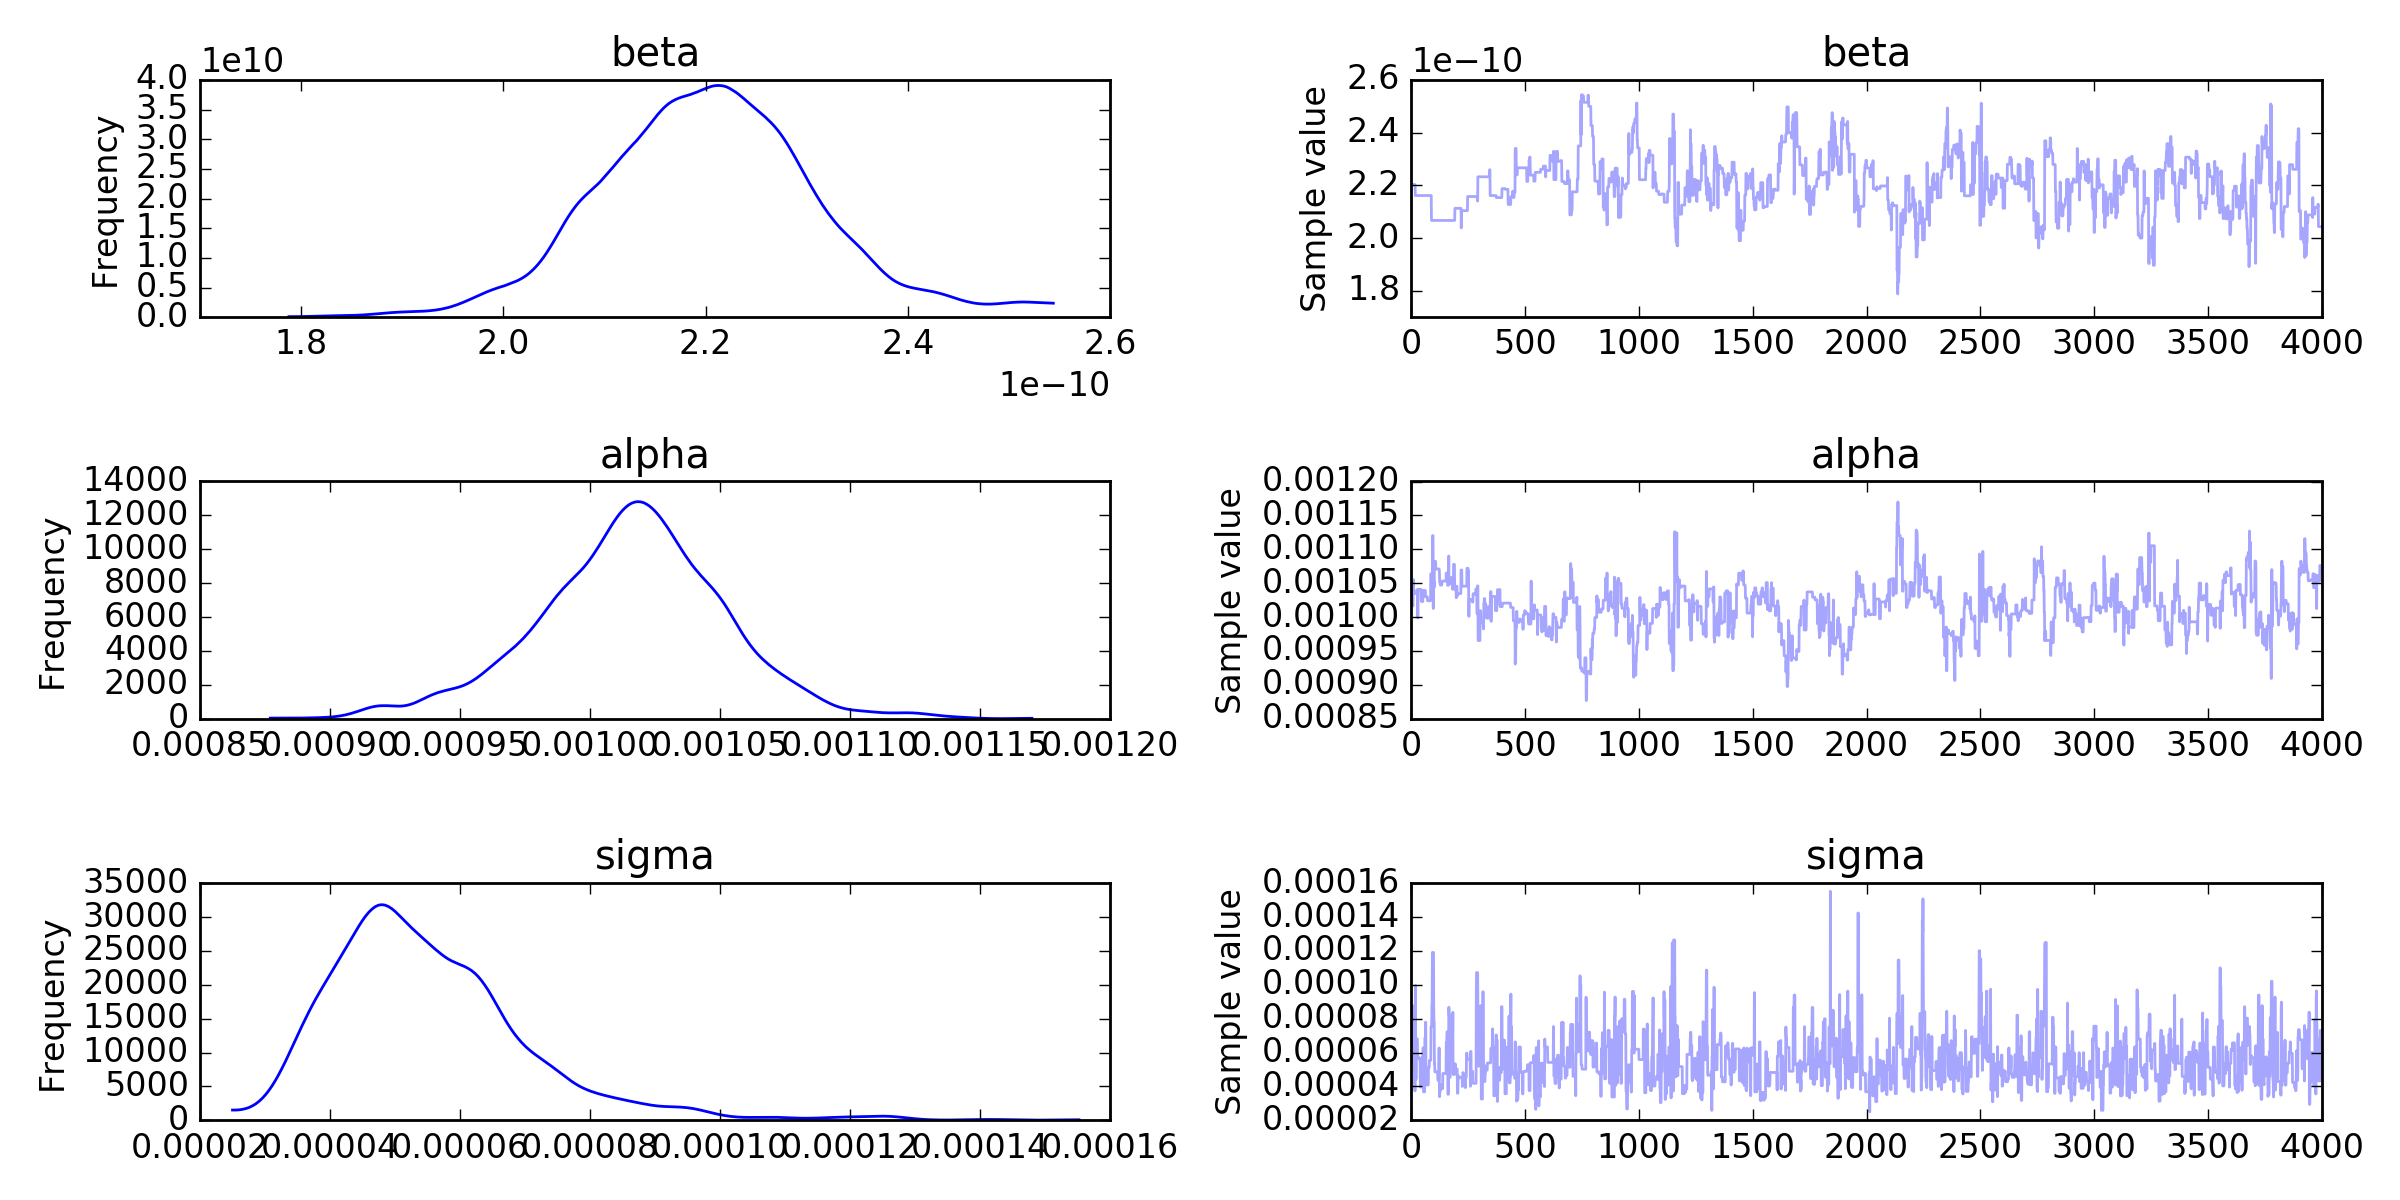 beta
1e10
4.0
3.5
3.0
2.5
2.0
1.5
1.0
0.5
0.0
Frequency
1.8 2.0 2.2 2.4 2.6
1e−10
beta
1e−10
2.6
2.4
2.2
2.0
1.8
Sample value
0 500 1000 1500 2000 2500 3000 3500 4000
alpha
14000
12000
10000
8000
6000
4000
2000
0
Frequency
0.00085 0.00090 0.00095 0.00100 0.00105 0.00110 0.00115 0.00120
alpha
0.00120
0.00115
0.00110
0.00105
0.00100
0.00095
0.00090
0.00085
Sample value
0 500 1000 1500 2000 2500 3000 3500 4000
sigma
35000
30000
25000
20000
15000
10000
5000
0
Frequency
0.00002 0.00004 0.00006 0.00008 0.00010 0.00012 0.00014 0.00016
sigma
0.00016
0.00014
0.00012
0.00010
0.00008
0.00006
0.00004
0.00002
Sample value
0 500 1000 1500 2000 2500 3000 3500 4000